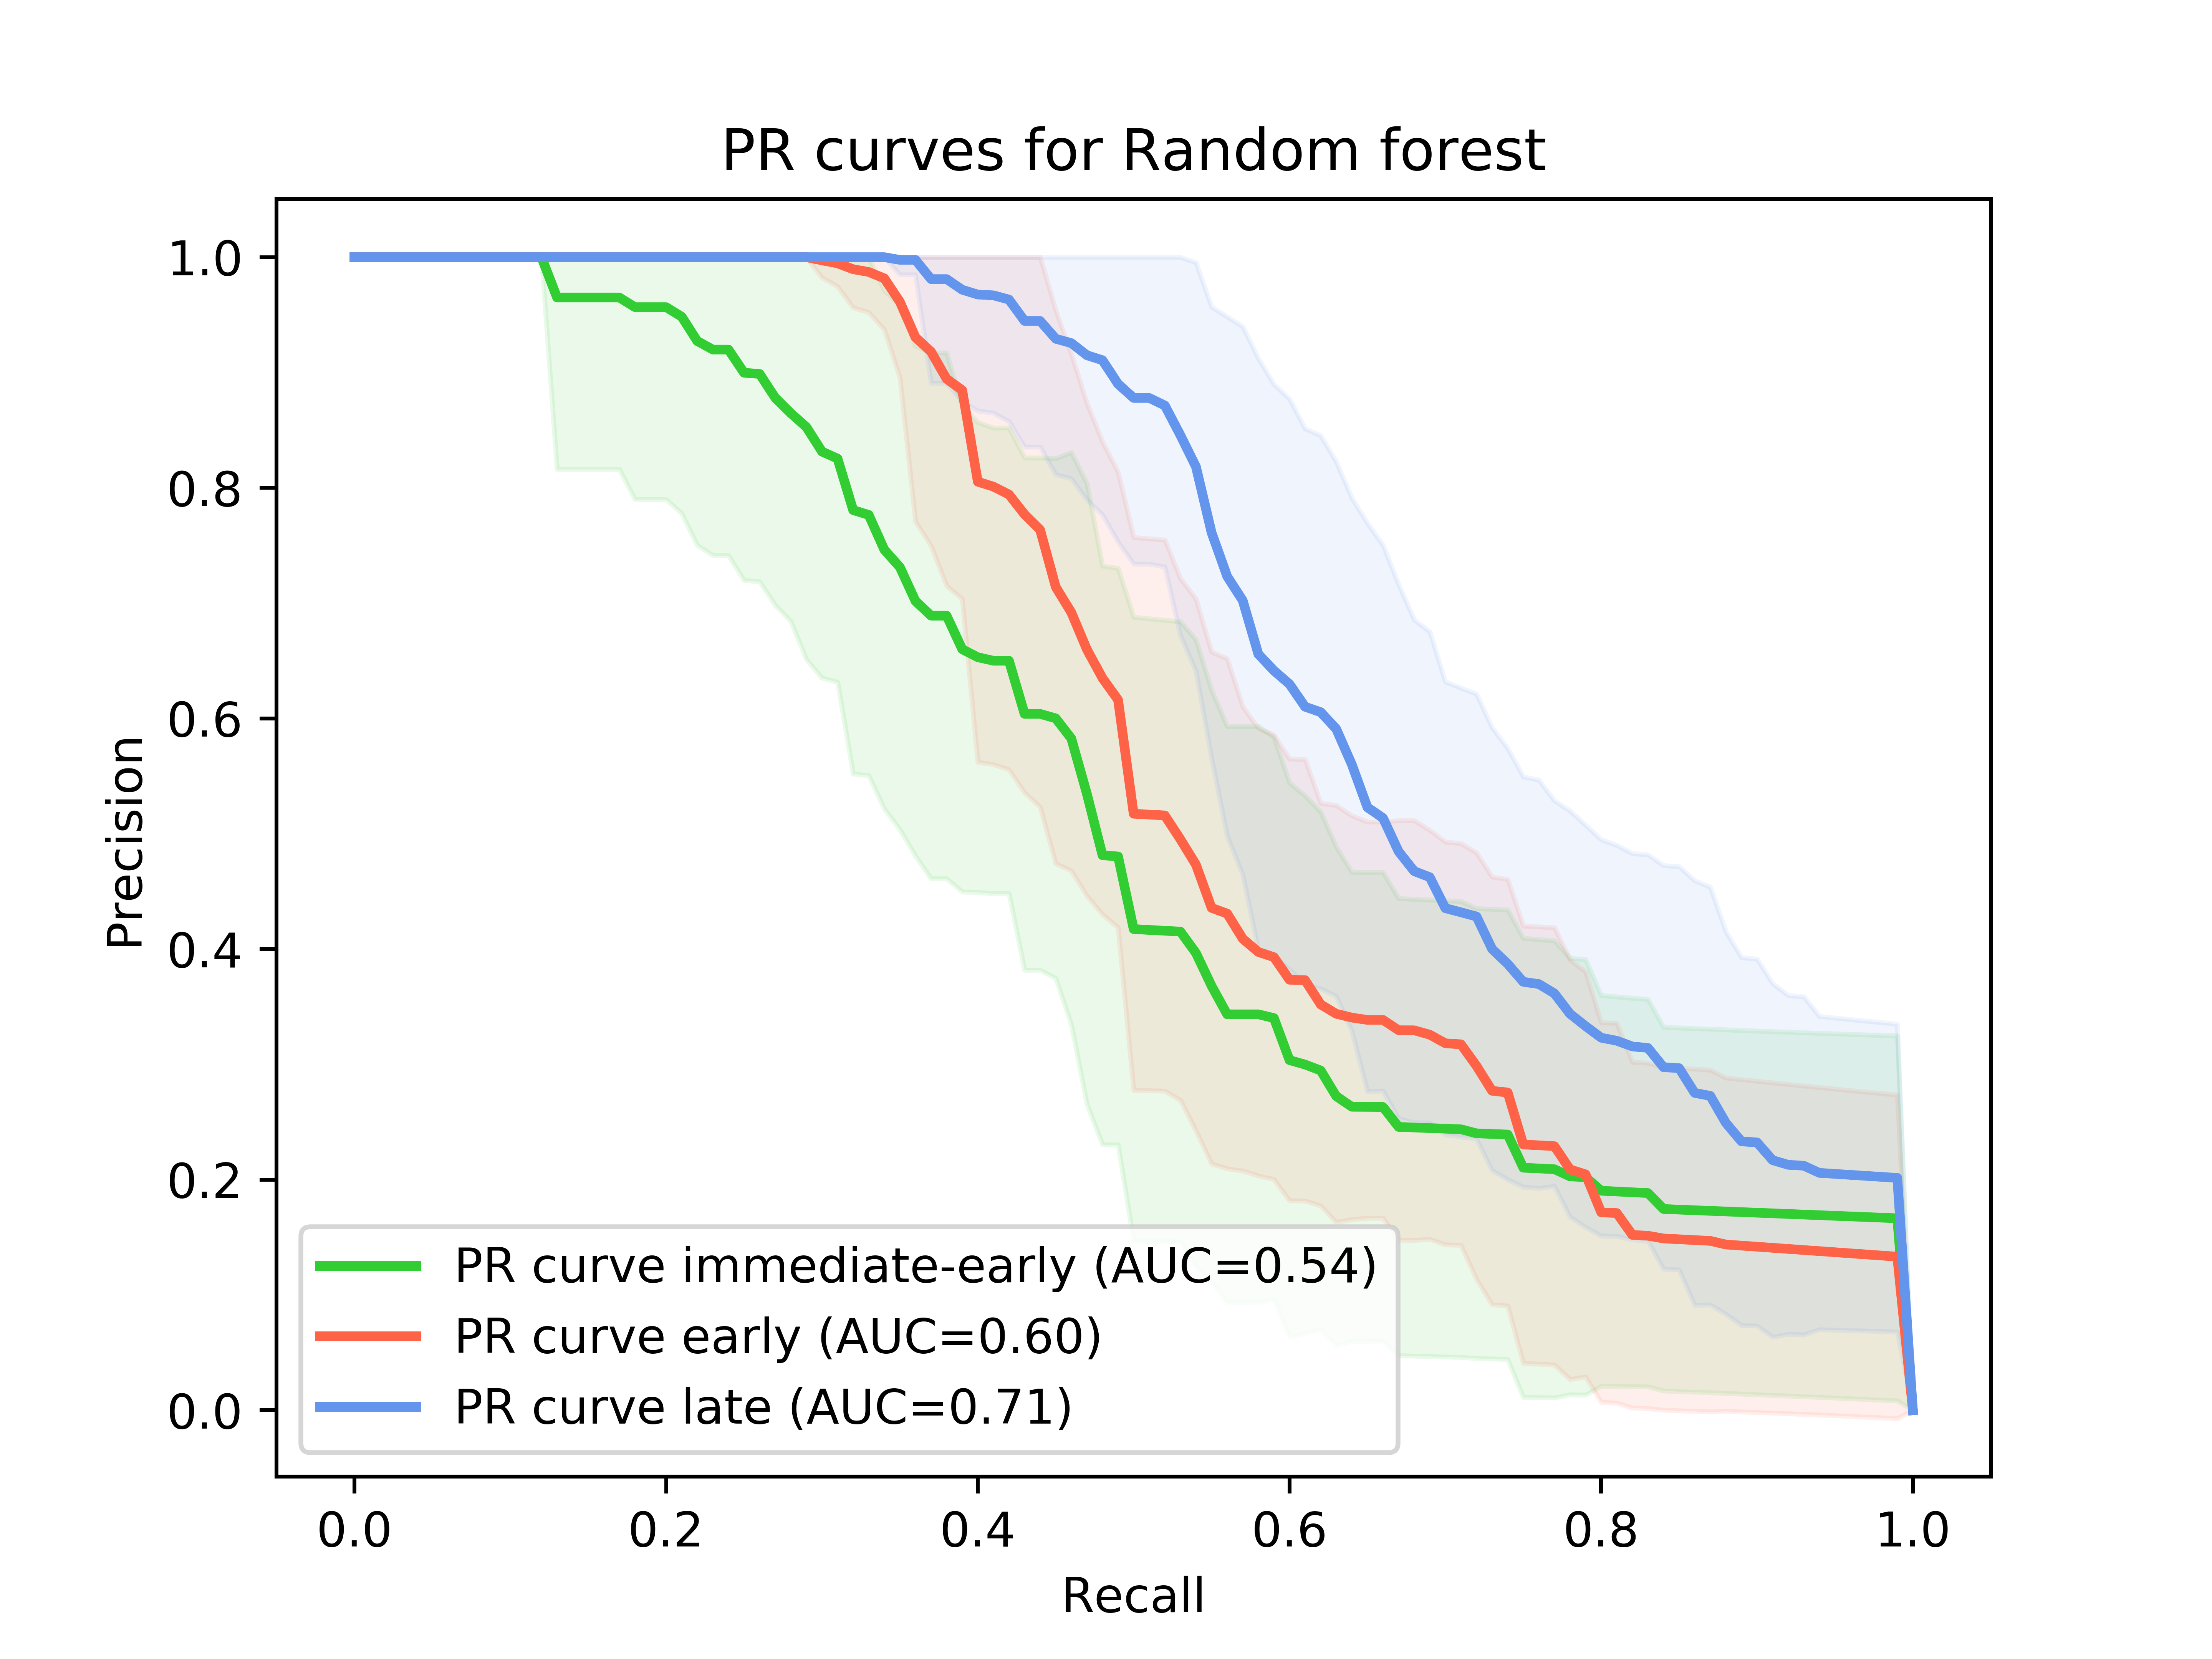 PR curves for Random forest
1.0
0.8
0.6
0.4
0.2
0.0
Precision
PR curve immediate-early (AUC=0.54)
PR curve early (AUC=0.60)
PR curve late (AUC=0.71)
0.0 0.2 0.4 0.6 0.8 1.0
Recall